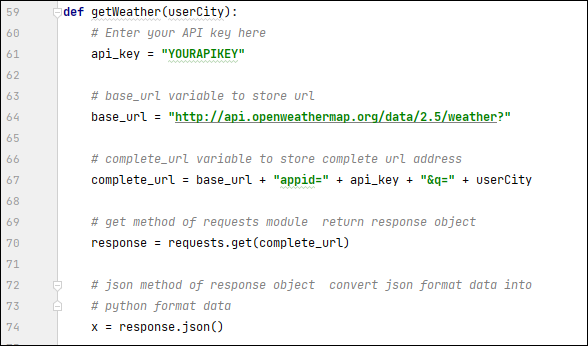 59 def getWeather(userCity):
60 # Enter your API key here
61 api_key = "YOURAPIKEY"
62
63 # base_url variable to store url
64 base_url = "http://api.openweathermap.org/data/2.5/weather?"
65
66 # complete_url variable to store complete url address
67 complete_url = base_url + "appid=" + api_key + "&q=" + userCity
68
69 # get method of requests module  return response object
70 response = requests.get(complete_url)
71
72 # json method of response object  convert json format data into
73 # python format data
74 x = response.json()